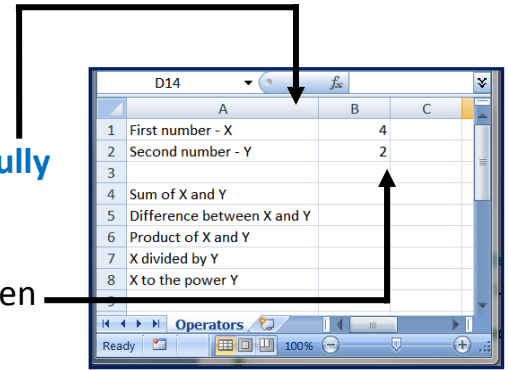 D14 fx
A B C
1 First number - X 4
2 Second number - Y 2
3
ully
4 Sum of X and Y
5 Difference between X and Y
6 Product of X and Y
7 X divided by Y
8 X to the power Y
en
Operators
Ready 100%